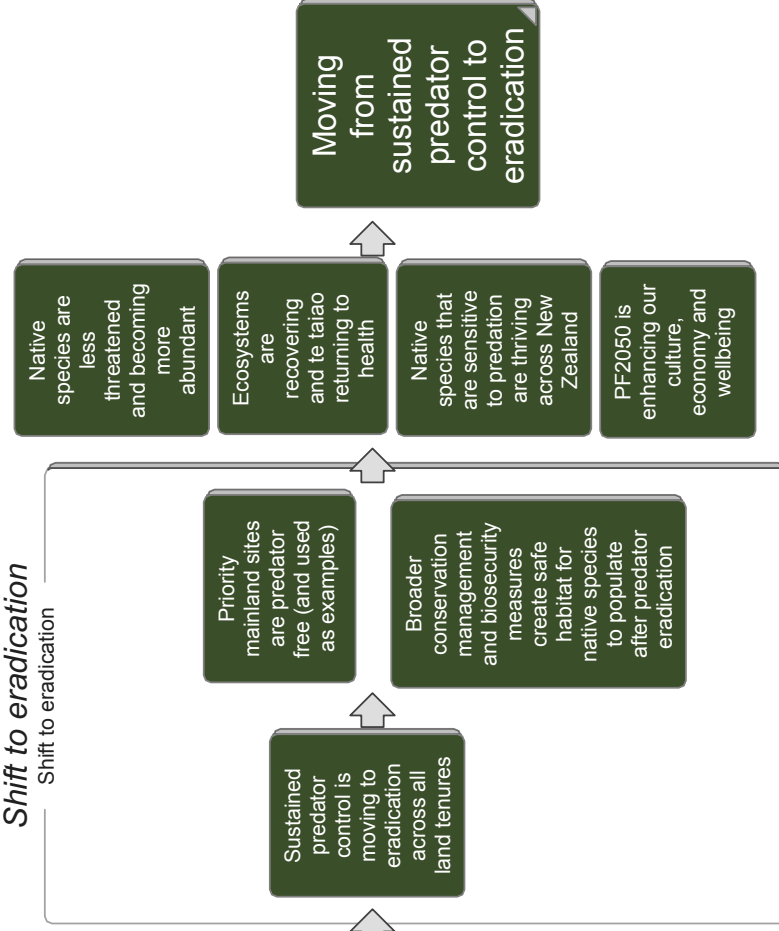 Shift to eradication
Shift to eradication
Sustained
predator
control is
moving to
eradication
across all
land tenures
Priority
mainland sites
are predator
free (and used
as examples)
Broader
conservation
management
and biosecurity
measures
create safe
habitat for
native species
to populate
after predator
eradication
Native
species are
less
threatened
and becoming
more
abundant
Ecosystems
are
recovering
and te taiao
returning to
health
Native
species that
are sensitive
to predation
are thriving
across New
Zealand
PF2050 is
enhancing our
culture,
economy and
wellbeing
Moving
from
sustained
predator
control to
eradication